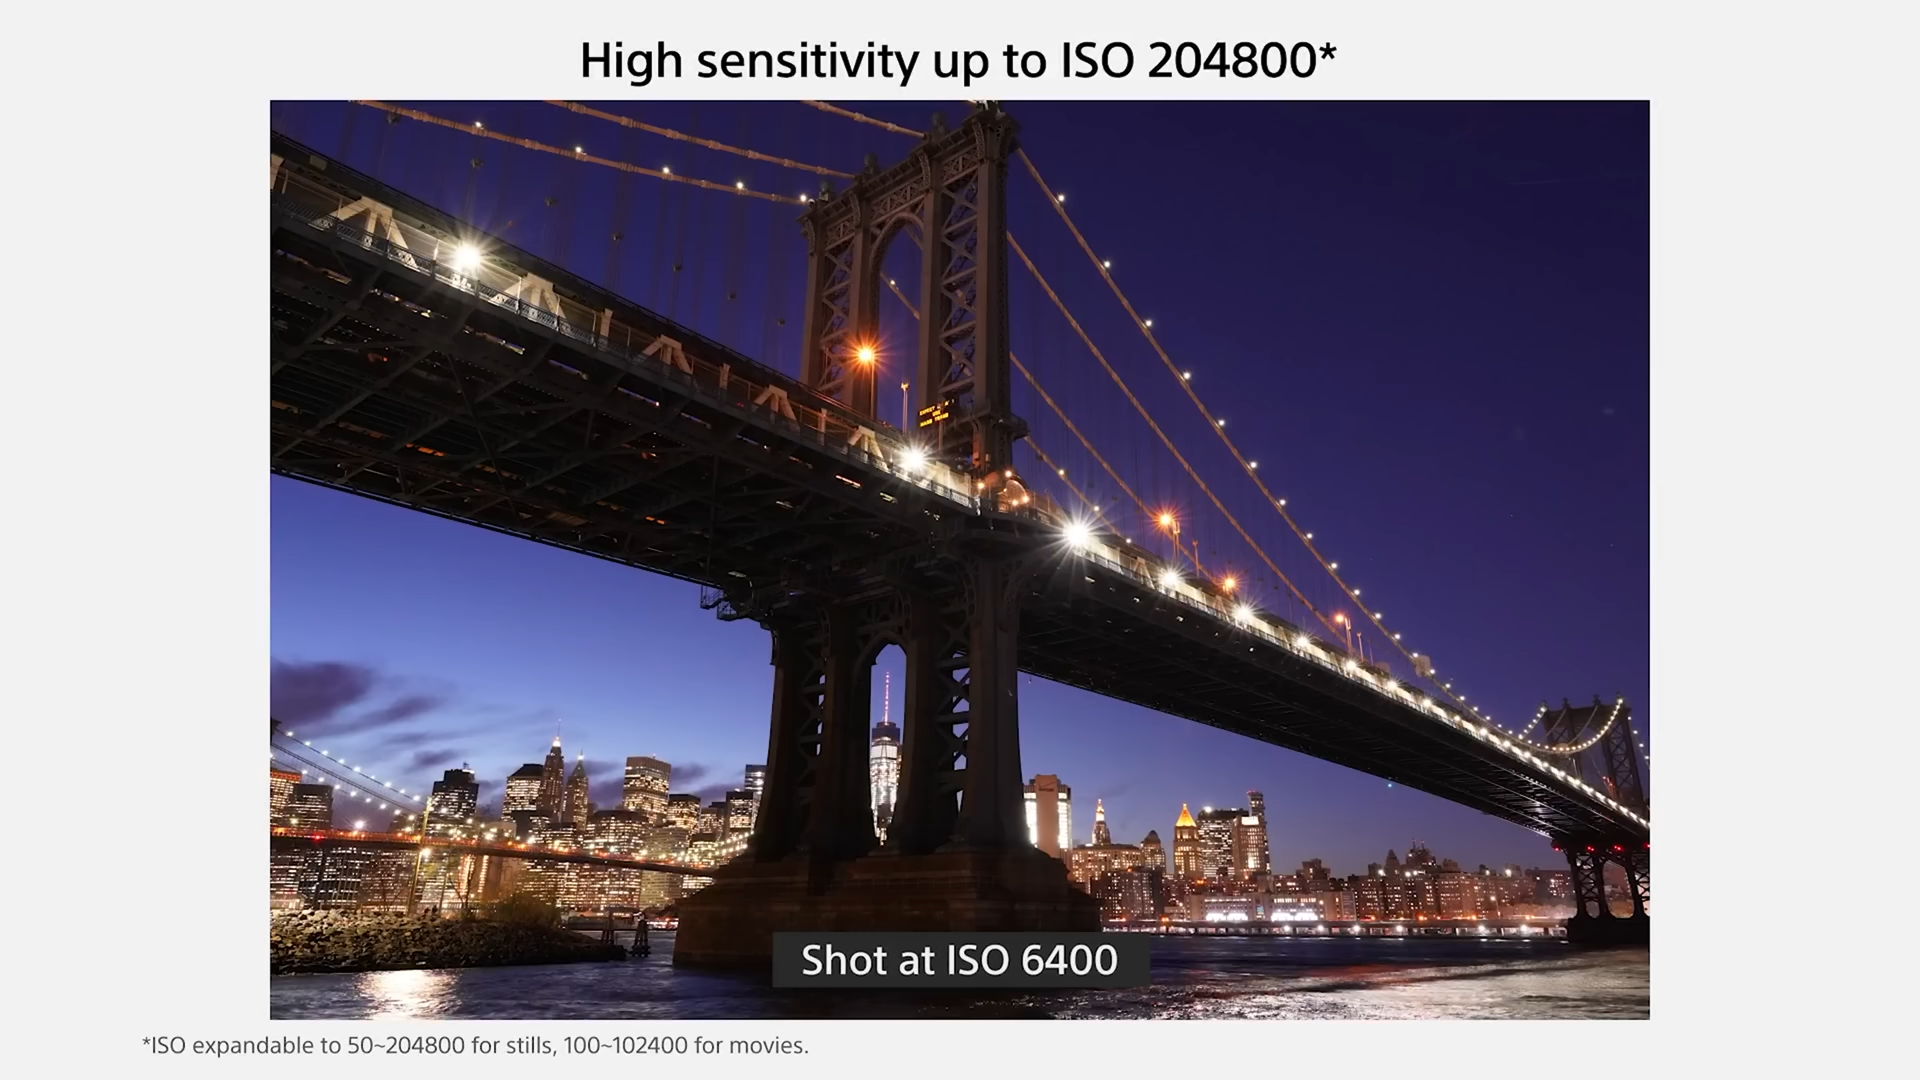 High sensitivity up to ISO 204800*
Shot at ISO 6400
*ISO expandable to 50~204800 for stills, 100~102400 for movies.